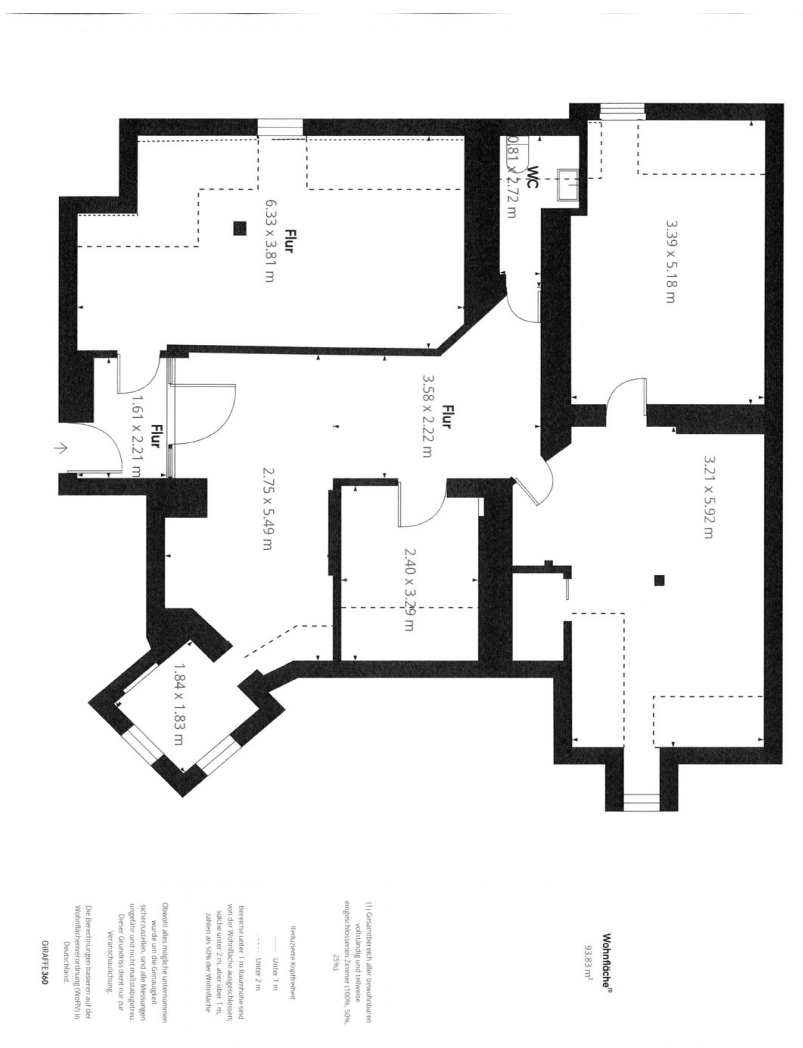 WC
0.81 x 2.72 m
3.39 x 5.18 m
Flur
6.33 x 3.81 m
Flur
3.58 x 2.22 m
Flur
1.61 x 2.21 m
3.21 x 5.92 m
2.75 x 5.49 m
2.40 x 3.29 m
1.84 x 1.83 m
Wohnfläche(1)
93.83 m²
(1) Gesamtbereich aller bewohnbaren
vollständig und teilweise
eingeschlossenen Zimmer (100%, 50%,
25%).
Reduzierte Kopffreiheit
Unter 1 m
Unter 2 m
Bereiche unter 1 m Raumhöhe sind
von der Wohnfläche ausgeschlossen;
solche unter 2 m, aber über 1 m,
zählen als 50% der Wohnfläche
Obwohl alles mögliche unternommen
wurde um die Genauigkeit
sicherzustellen, sind alle Messungen
ungefähr und nicht maßstabsgetreu.
Dieser Grundriss dient nur zur
Veranschaulichung.
Die Berechnungen basieren auf der
Wohnflächenverordnung (WoFlV) in
Deutschland.
GIRAFFE360